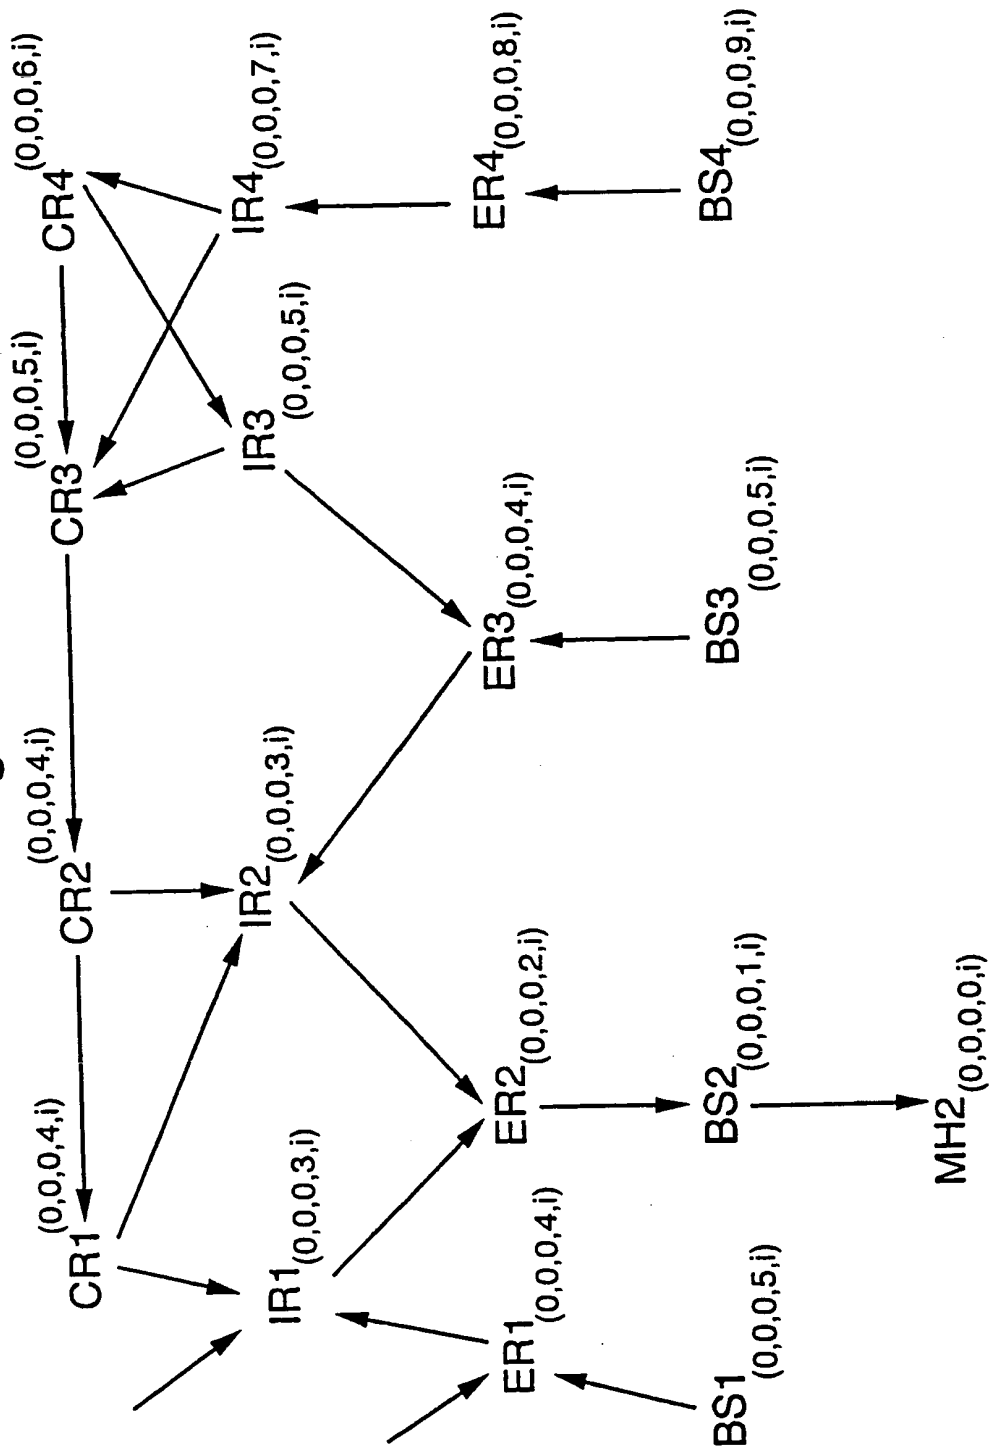 CR1 (0,0,0,4,i)
CR2 (0,0,0,4,i)
CR3 (0,0,0,5,i)
CR4 (0,0,0,6,i)
IR1 (0,0,0,3,i)
IR2 (0,0,0,3,i)
IR3 (0,0,0,5,i)
IR4 (0,0,0,7,i)
ER1 (0,0,0,4,i)
ER2 (0,0,0,2,i)
ER3 (0,0,0,4,i)
ER4 (0,0,0,8,i)
BS1 (0,0,0,5,i)
BS2 (0,0,0,1,i)
BS3 (0,0,0,5,i)
BS4 (0,0,0,9,i)
MH2 (0,0,0,0,i)